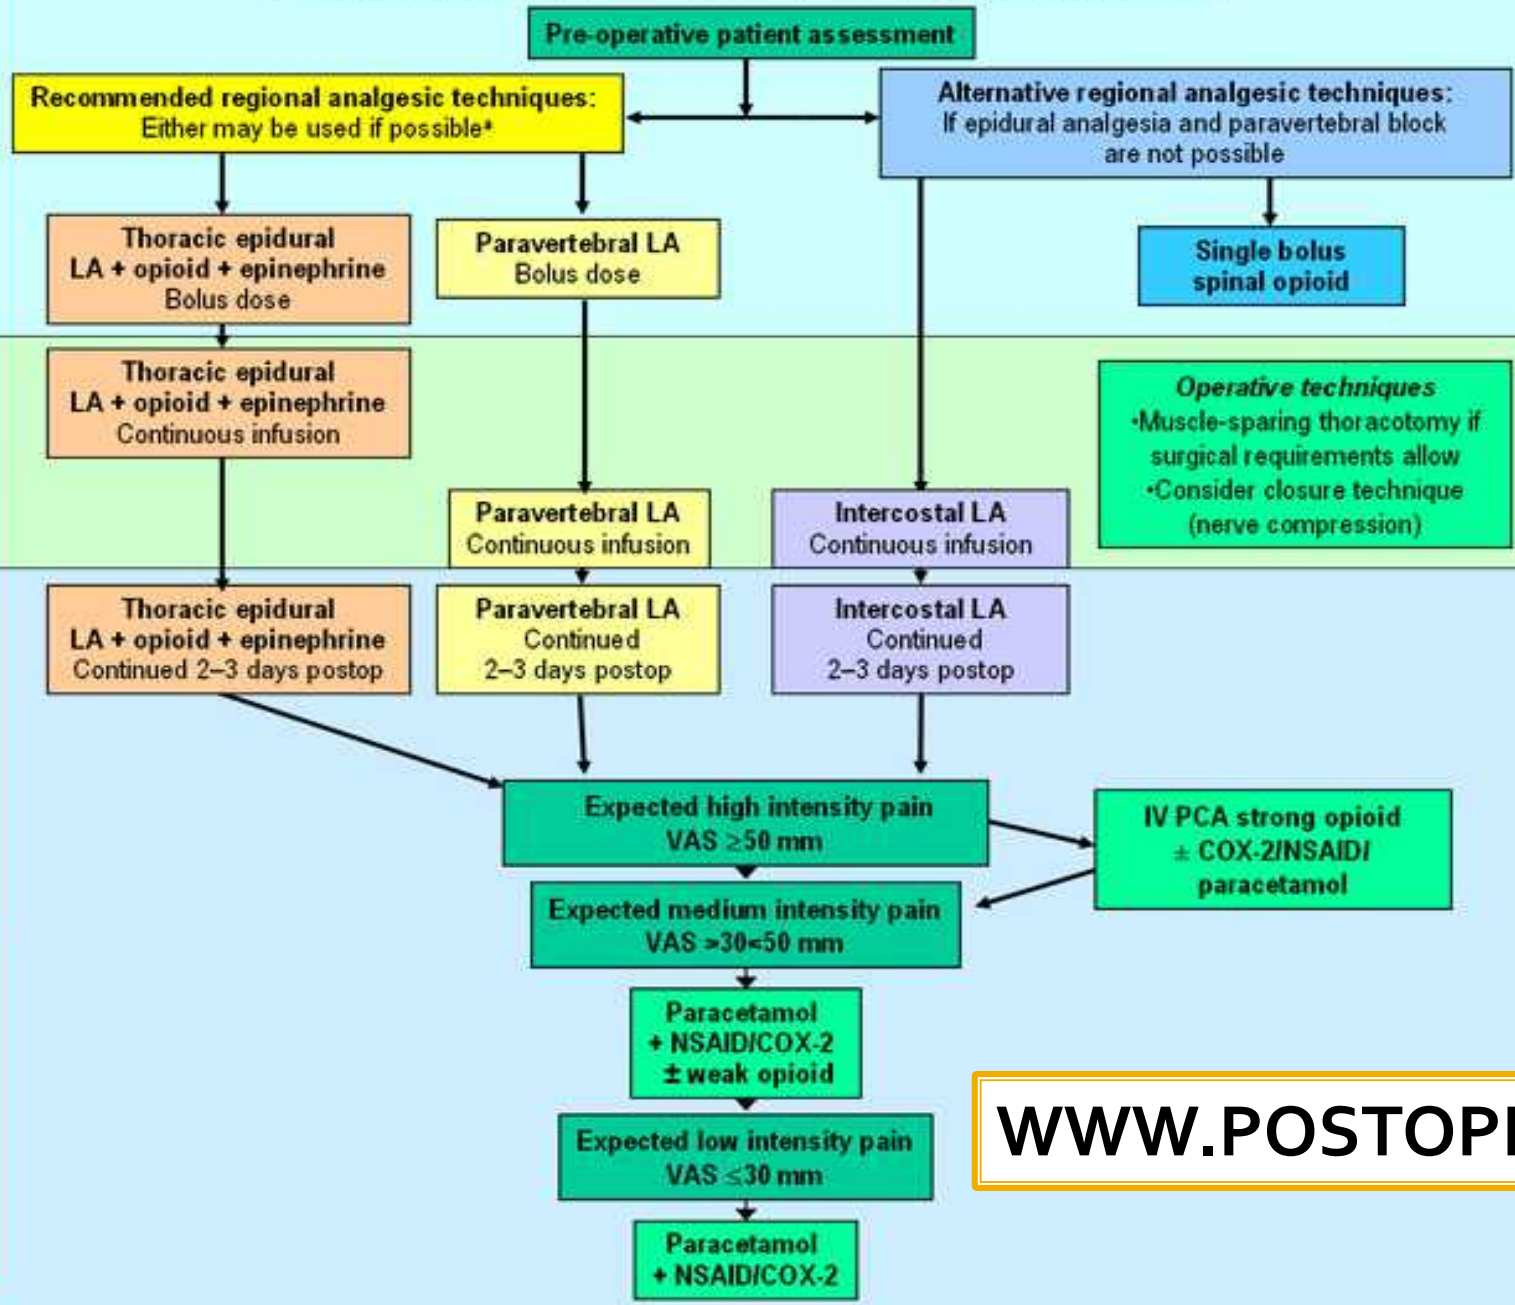 Pre-operative patient assessment
Recommended regional analgesic techniques:
Either may be used if possible*
Alternative regional analgesic techniques:
If epidural analgesia and paravertebral block
are not possible
Thoracic epidural
LA + opioid + epinephrine
Bolus dose
Paravertebral LA
Bolus dose
Single bolus
spinal opioid
Thoracic epidural
LA + opioid + epinephrine
Continuous infusion
Operative techniques
•Muscle-sparing thoracotomy if
surgical requirements allow
•Consider closure technique
(nerve compression)
Paravertebral LA
Continuous infusion
Intercostal LA
Continuous infusion
Thoracic epidural
LA + opioid + epinephrine
Continued 2–3 days postop
Paravertebral LA
Continued
2–3 days postop
Intercostal LA
Continued
2–3 days postop
Expected high intensity pain
VAS ≥50 mm
IV PCA strong opioid
± COX-2/NSAID/
paracetamol
Expected medium intensity pain
VAS >30<50 mm
Paracetamol
+ NSAID/COX-2
± weak opioid
Expected low intensity pain
VAS ≤30 mm
Paracetamol
+ NSAID/COX-2
WWW.POSTOP